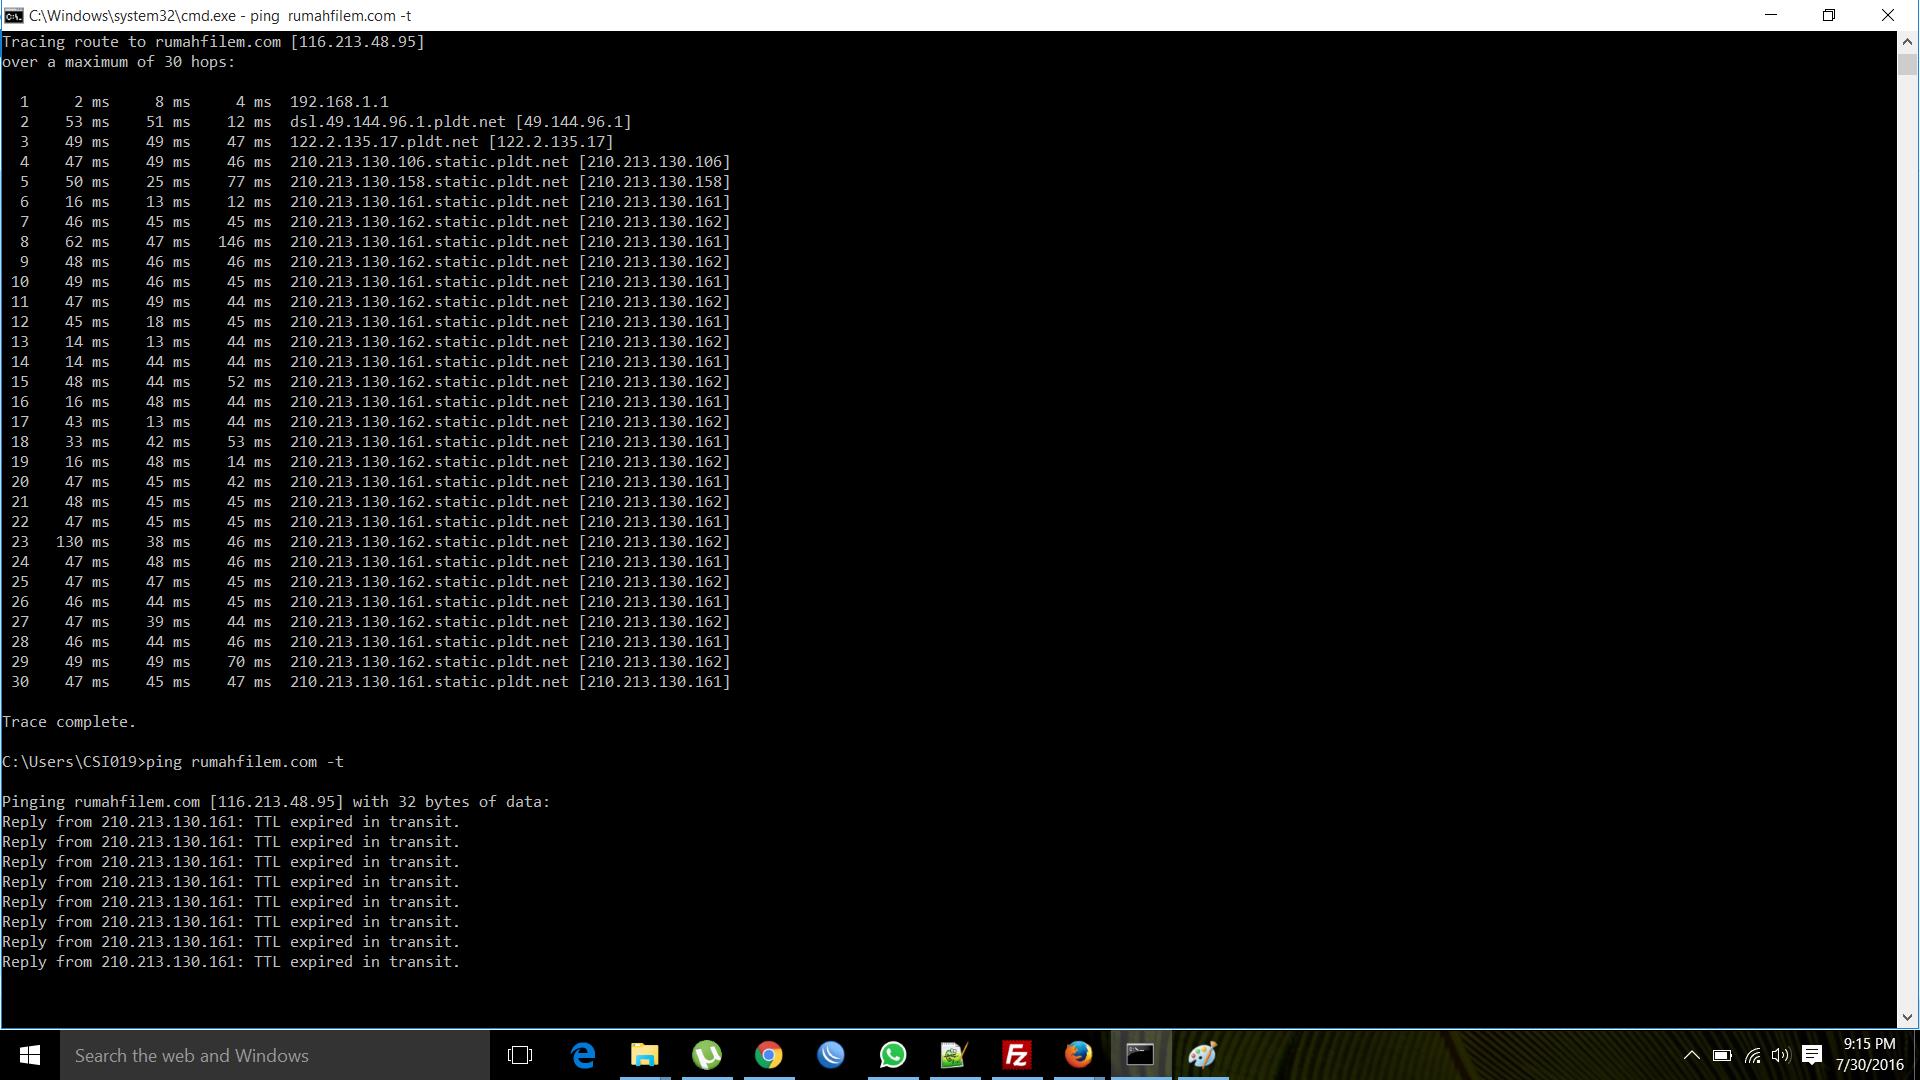 C:\Windows\system32\cmd.exe - ping  rumahfilem.com -t
Tracing route to rumahfilem.com [116.213.48.95]
over a maximum of 30 hops:
1     2 ms     8 ms     4 ms  192.168.1.1
2    53 ms    51 ms    12 ms  dsl.49.144.96.1.pldt.net [49.144.96.1]
3    49 ms    49 ms    47 ms  122.2.135.17.pldt.net [122.2.135.17]
4    47 ms    49 ms    46 ms  210.213.130.106.static.pldt.net [210.213.130.106]
5    50 ms    25 ms    77 ms  210.213.130.158.static.pldt.net [210.213.130.158]
6    16 ms    13 ms    12 ms  210.213.130.161.static.pldt.net [210.213.130.161]
7    46 ms    45 ms    45 ms  210.213.130.162.static.pldt.net [210.213.130.162]
8    62 ms    47 ms   146 ms  210.213.130.161.static.pldt.net [210.213.130.161]
9    48 ms    46 ms    46 ms  210.213.130.162.static.pldt.net [210.213.130.162]
10    49 ms    46 ms    45 ms  210.213.130.161.static.pldt.net [210.213.130.161]
11    47 ms    49 ms    44 ms  210.213.130.162.static.pldt.net [210.213.130.162]
12    45 ms    18 ms    45 ms  210.213.130.161.static.pldt.net [210.213.130.161]
13    14 ms    13 ms    44 ms  210.213.130.162.static.pldt.net [210.213.130.162]
14    14 ms    44 ms    44 ms  210.213.130.161.static.pldt.net [210.213.130.161]
15    48 ms    44 ms    52 ms  210.213.130.162.static.pldt.net [210.213.130.162]
16    16 ms    48 ms    44 ms  210.213.130.161.static.pldt.net [210.213.130.161]
17    43 ms    13 ms    44 ms  210.213.130.162.static.pldt.net [210.213.130.162]
18    33 ms    42 ms    53 ms  210.213.130.161.static.pldt.net [210.213.130.161]
19    16 ms    48 ms    14 ms  210.213.130.162.static.pldt.net [210.213.130.162]
20    47 ms    45 ms    42 ms  210.213.130.161.static.pldt.net [210.213.130.161]
21    48 ms    45 ms    45 ms  210.213.130.162.static.pldt.net [210.213.130.162]
22    47 ms    45 ms    45 ms  210.213.130.161.static.pldt.net [210.213.130.161]
23   130 ms    38 ms    46 ms  210.213.130.162.static.pldt.net [210.213.130.162]
24    47 ms    48 ms    46 ms  210.213.130.161.static.pldt.net [210.213.130.161]
25    47 ms    47 ms    45 ms  210.213.130.162.static.pldt.net [210.213.130.162]
26    46 ms    44 ms    45 ms  210.213.130.161.static.pldt.net [210.213.130.161]
27    47 ms    39 ms    44 ms  210.213.130.162.static.pldt.net [210.213.130.162]
28    46 ms    44 ms    46 ms  210.213.130.161.static.pldt.net [210.213.130.161]
29    49 ms    49 ms    70 ms  210.213.130.162.static.pldt.net [210.213.130.162]
30    47 ms    45 ms    47 ms  210.213.130.161.static.pldt.net [210.213.130.161]
Trace complete.
C:\Users\CSI019>ping rumahfilem.com -t
Pinging rumahfilem.com [116.213.48.95] with 32 bytes of data:
Reply from 210.213.130.161: TTL expired in transit.
Reply from 210.213.130.161: TTL expired in transit.
Reply from 210.213.130.161: TTL expired in transit.
Reply from 210.213.130.161: TTL expired in transit.
Reply from 210.213.130.161: TTL expired in transit.
Reply from 210.213.130.161: TTL expired in transit.
Reply from 210.213.130.161: TTL expired in transit.
Reply from 210.213.130.161: TTL expired in transit.
Search the web and Windows
9:15 PM
7/30/2016